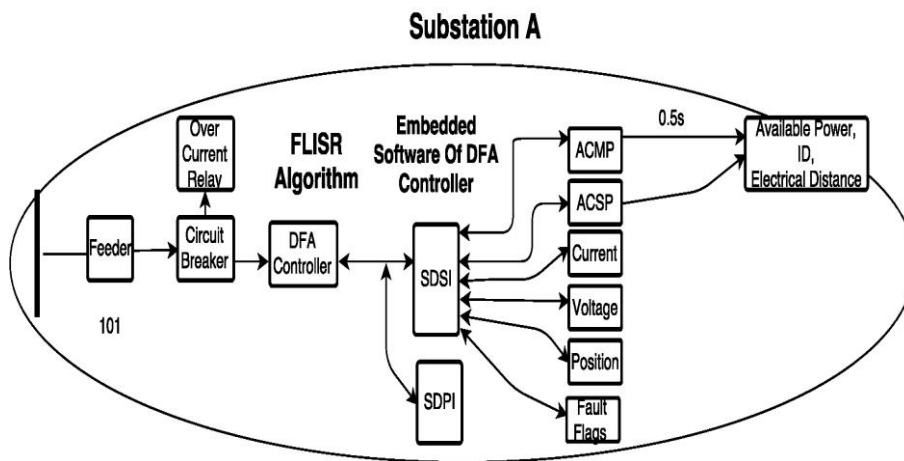 Substation A
Over
Current
Relay
FLISR
Algorithm
Embedded
Software Of DFA
Controller
0.5s
ACMP
Available Power,
ID,
Electrical Distance
ACSP
Feeder
Circuit
Breaker
DFA
Controller
SDSI
Current
Voltage
101
Position
SDPI
Fault
Flags